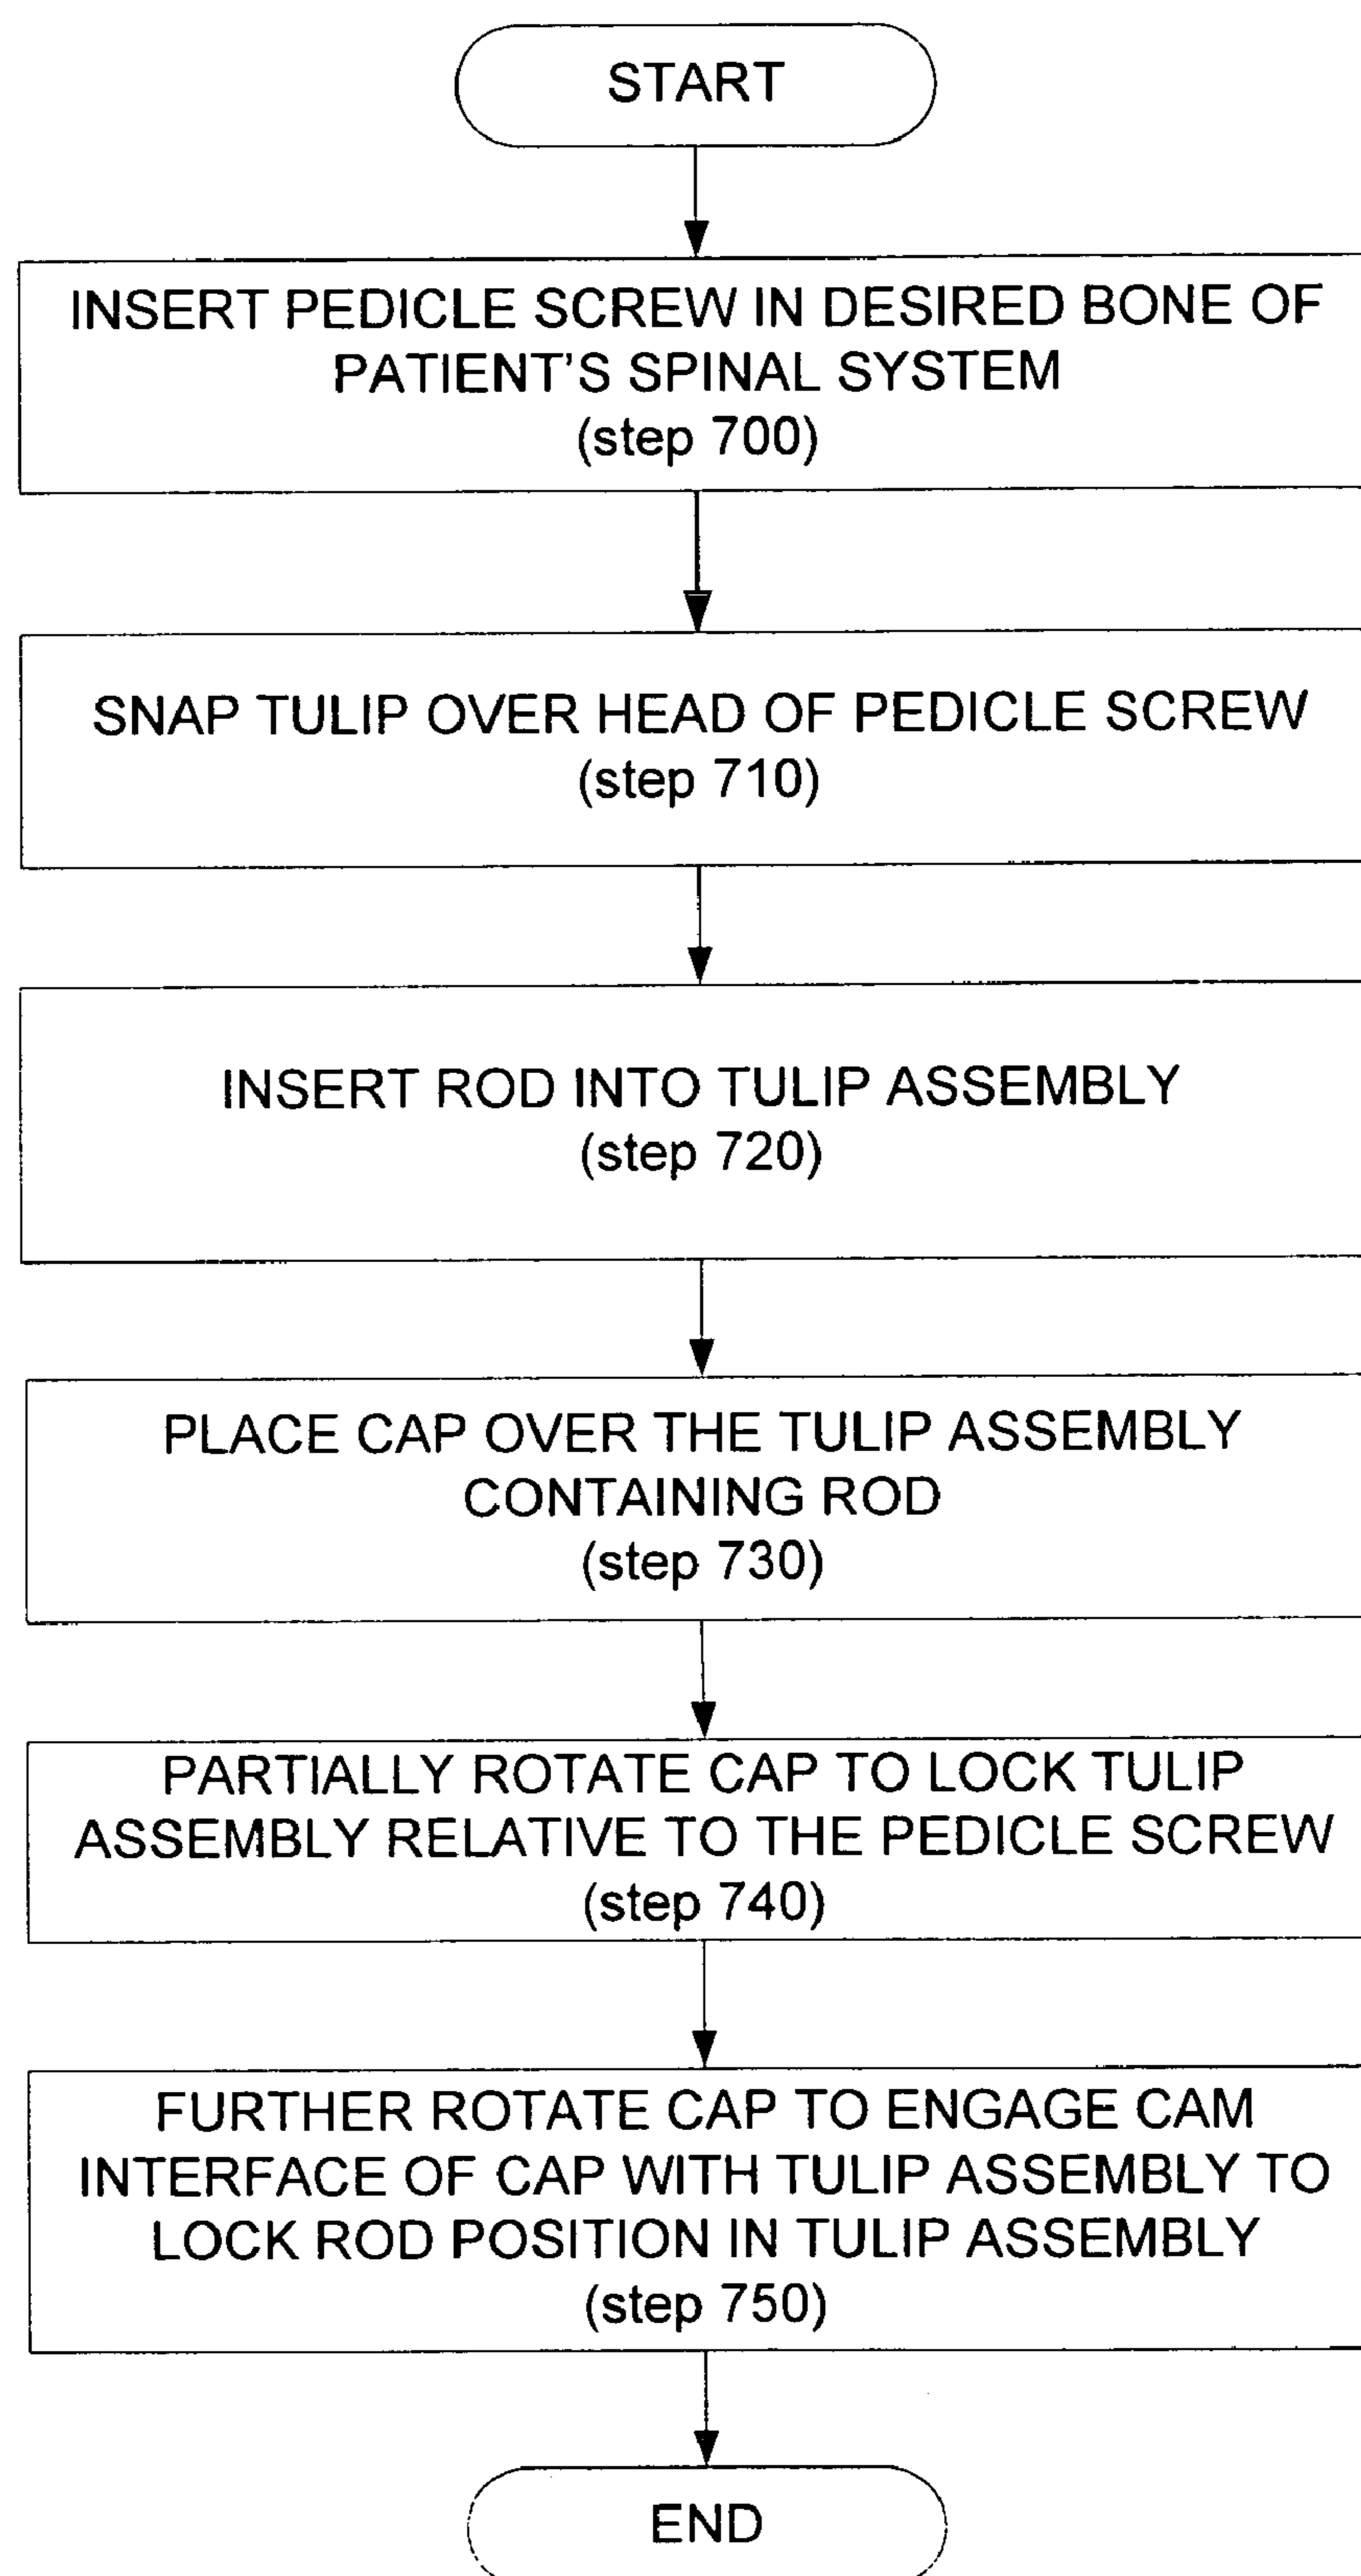 START
INSERT PEDICLE SCREW IN DESIRED BONE OF
PATIENT'S SPINAL SYSTEM
(step 700)
SNAP TULIP OVER HEAD OF PEDICLE SCREW
(step 710)
INSERT ROD INTO TULIP ASSEMBLY
(step 720)
PLACE CAP OVER THE TULIP ASSEMBLY
CONTAINING ROD
(step 730)
PARTIALLY ROTATE CAP TO LOCK TULIP
ASSEMBLY RELATIVE TO THE PEDICLE SCREW
(step 740)
FURTHER ROTATE CAP TO ENGAGE CAM
INTERFACE OF CAP WITH TULIP ASSEMBLY TO
LOCK ROD POSITION IN TULIP ASSEMBLY
(step 750)
END